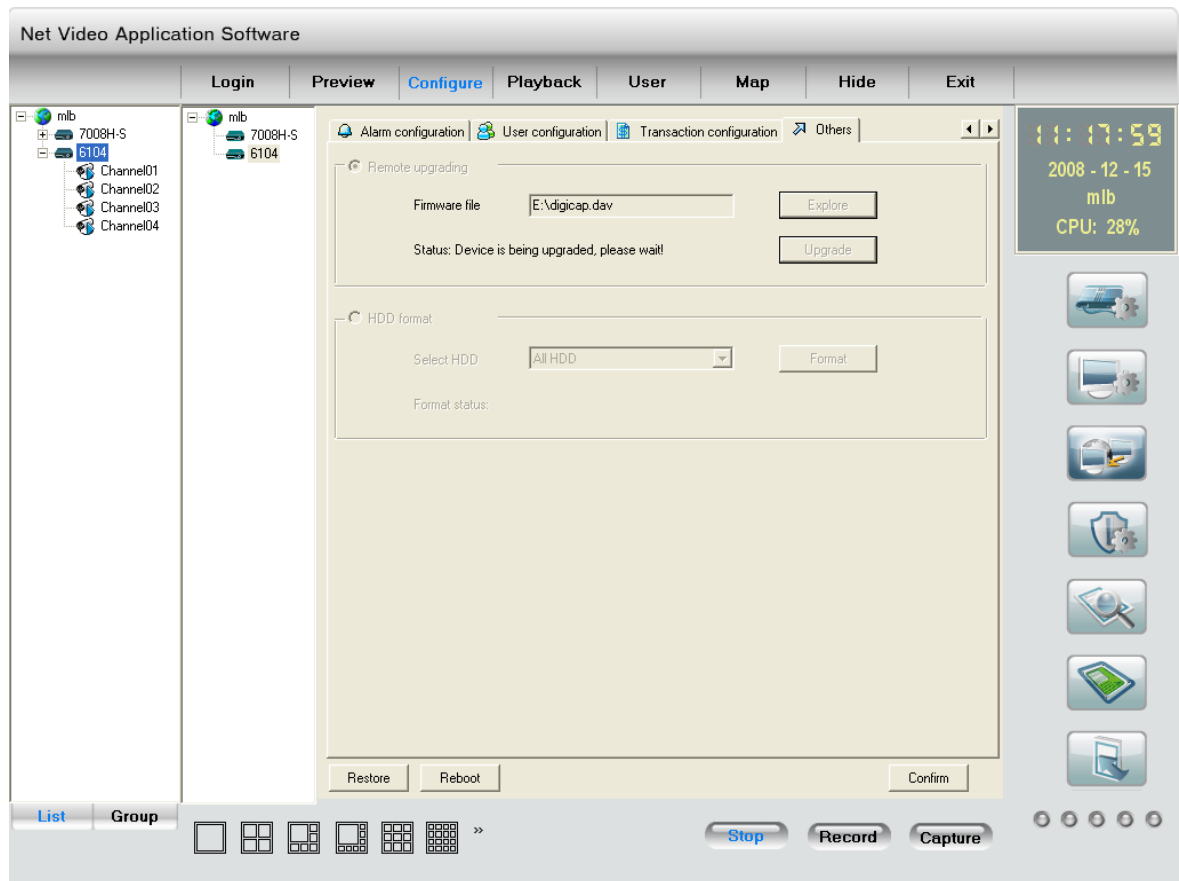 Net Video Application Software
Login Preview Configure Playback User Map Hide Exit
mlb
7008H-S
6104
Channel01
Channel02
Channel03
Channel04
mlb
7008H-S
6104
Alarm configuration User configuration Transaction configuration Others
Remote upgrading
Firmware file E:\digicap.dav Explore
Status: Device is being upgraded, please wait! Upgrade
HDD format
Select HDD All HDD Format
Format status:
Restore Reboot Confirm
11:17:59
2008 - 12 - 15
mlb
CPU: 28%
List Group
»
Stop Record Capture